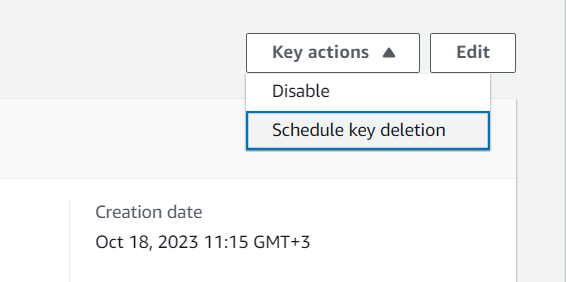 Key actions
Edit
Disable
Schedule key deletion
Creation date
Oct 18, 2023 11:15 GMT+3